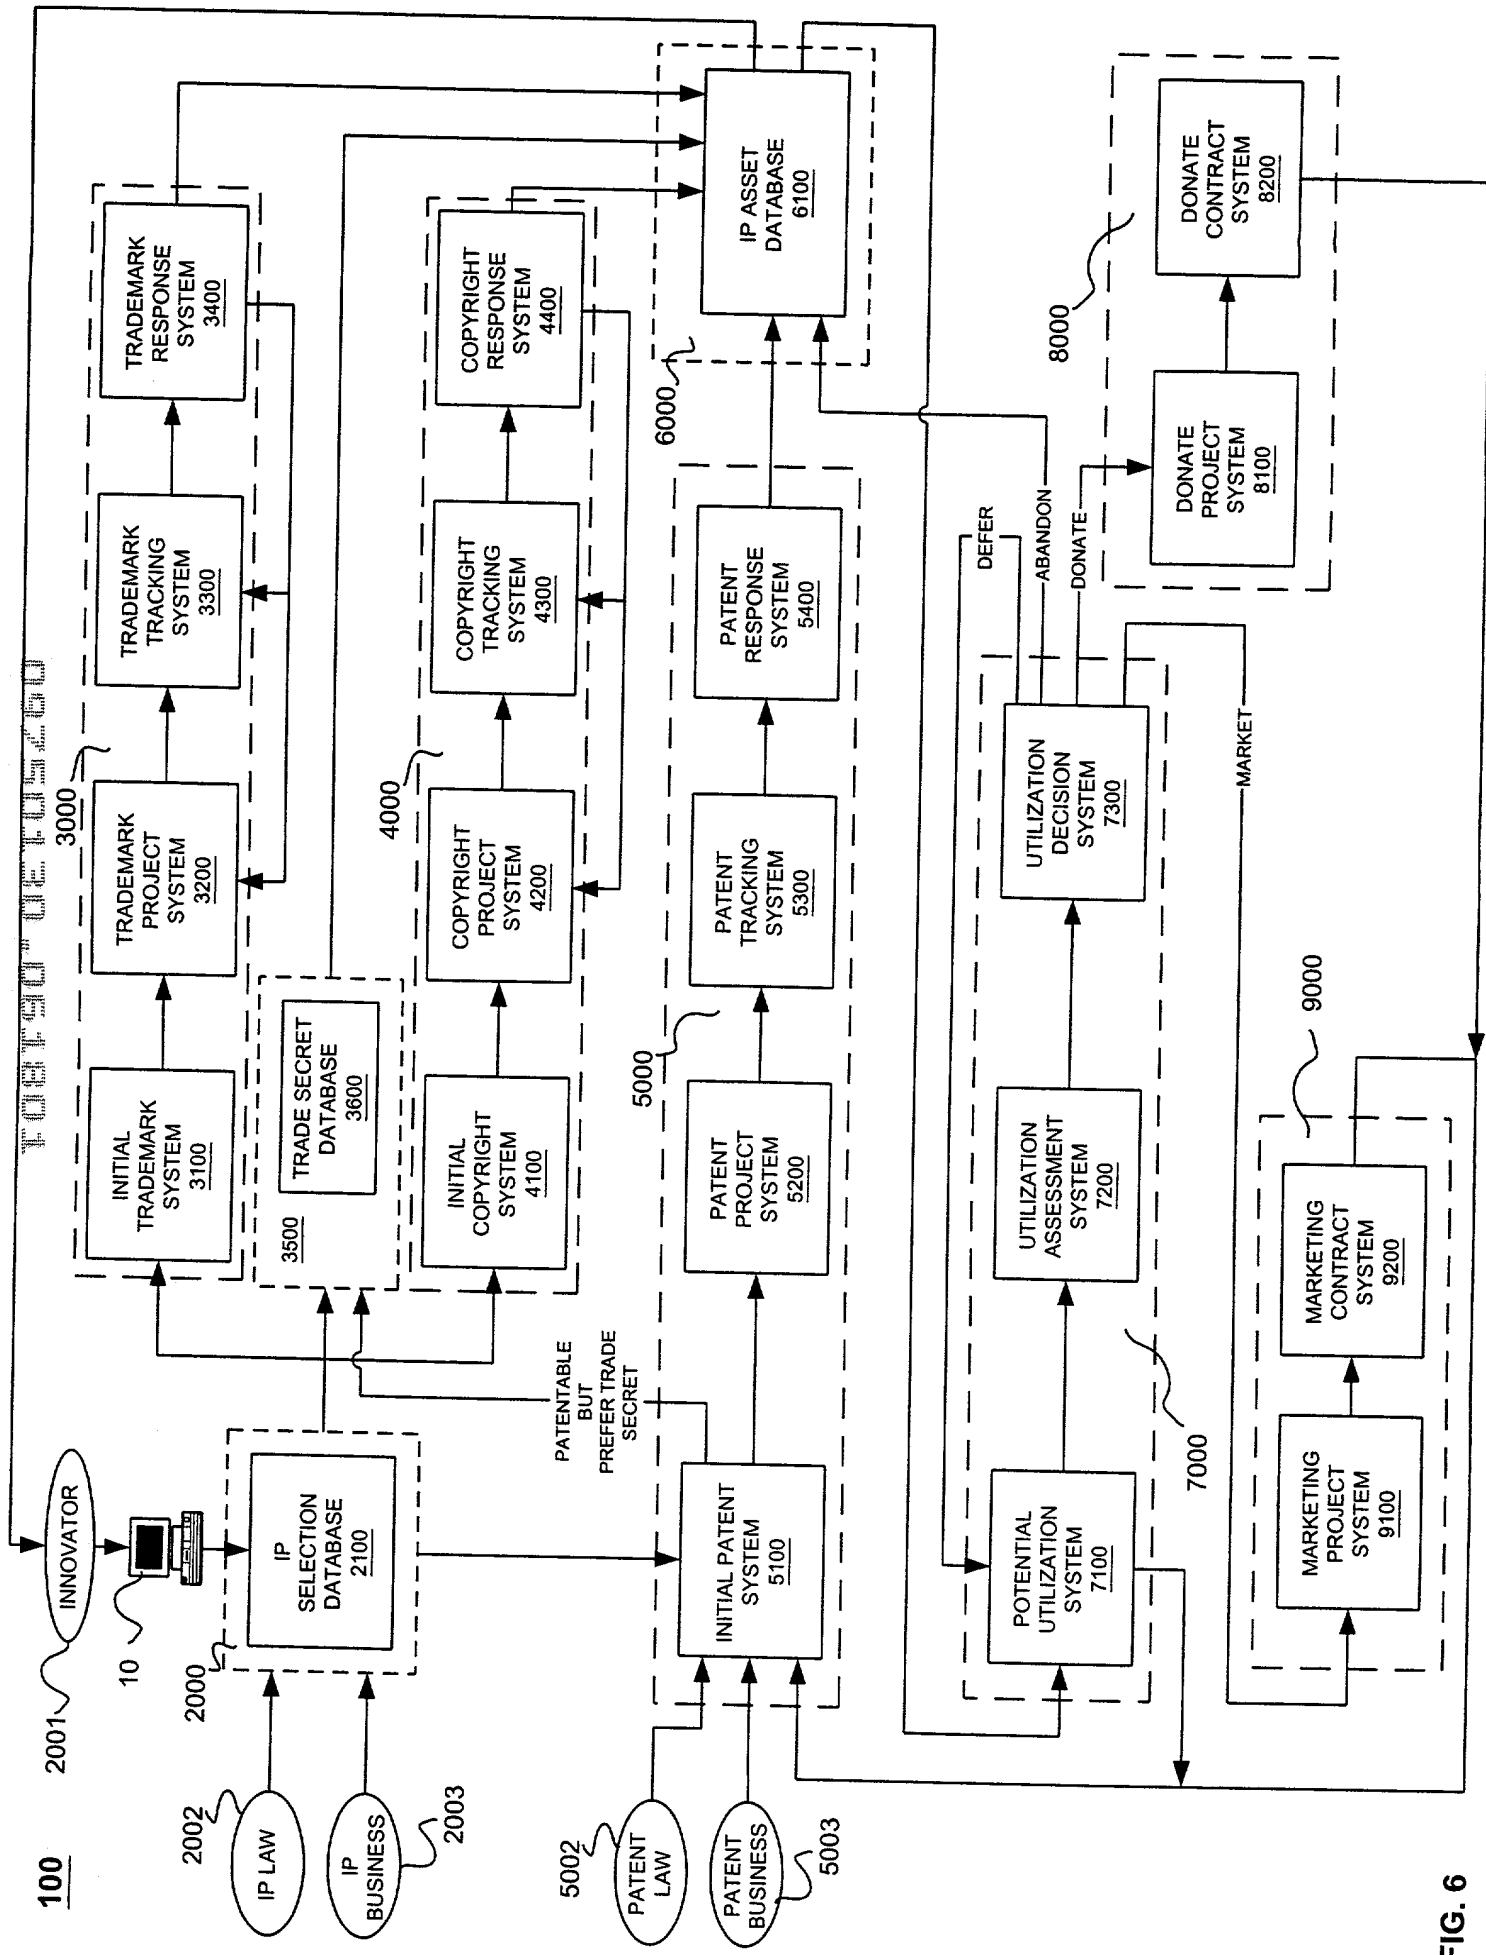 100
2001
INNOVATOR
10
2002
IP LAW
IP
BUSINESS
2003
2000
IP
SELECTION
DATABASE
2100
3000
INITIAL
TRADEMARK
SYSTEM
3100
TRADEMARK
PROJECT
SYSTEM
3200
TRADEMARK
TRACKING
SYSTEM
3300
TRADEMARK
RESPONSE
SYSTEM
3400
3500
TRADE SECRET
DATABASE
3600
4000
INITIAL
COPYRIGHT
SYSTEM
4100
COPYRIGHT
PROJECT
SYSTEM
4200
COPYRIGHT
TRACKING
SYSTEM
4300
COPYRIGHT
RESPONSE
SYSTEM
4400
PATENTABLE
BUT
PREFER TRADE
SECRET
5002
PATENT
LAW
PATENT
BUSINESS
5003
5000
INITIAL PATENT
SYSTEM
5100
PATENT
PROJECT
SYSTEM
5200
PATENT
TRACKING
SYSTEM
5300
PATENT
RESPONSE
SYSTEM
5400
6000
IP ASSET
DATABASE
6100
7000
POTENTIAL
UTILIZATION
SYSTEM
7100
UTILIZATION
ASSESSMENT
SYSTEM
7200
UTILIZATION
DECISION
SYSTEM
7300
DEFER
ABANDON
DONATE
MARKET
8000
DONATE
PROJECT
SYSTEM
8100
DONATE
CONTRACT
SYSTEM
8200
9000
MARKETING
PROJECT
SYSTEM
9100
MARKETING
CONTRACT
SYSTEM
9200
FIG. 6